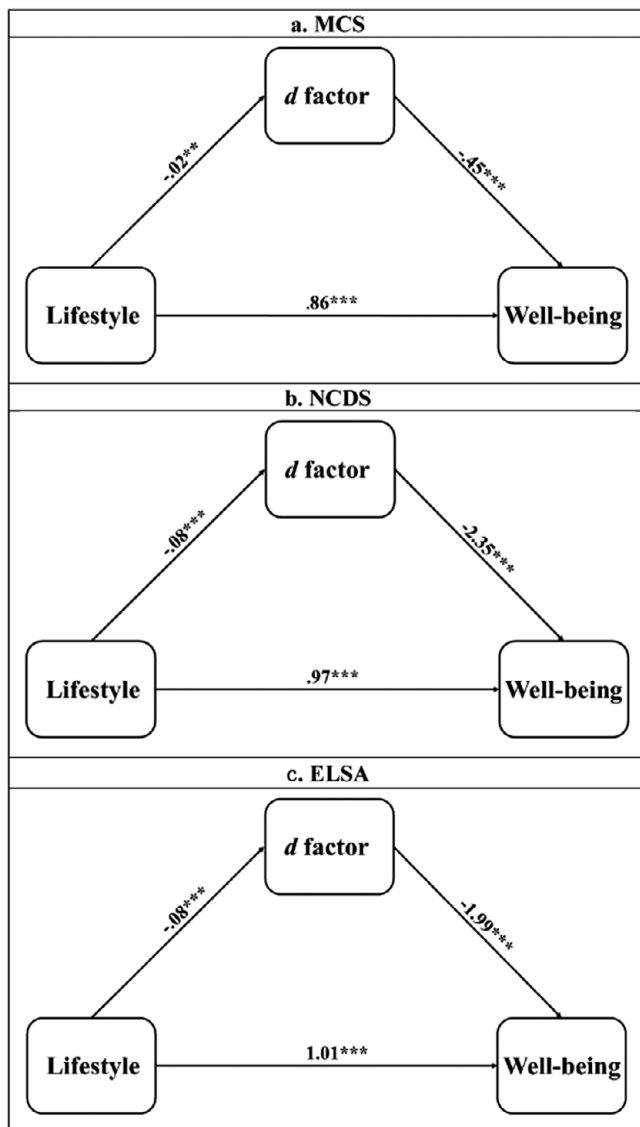 a. MCS
d factor
-.02**
-.45***
Lifestyle
.86***
Well-being
b. NCDS
d factor
-.08***
-2.35***
Lifestyle
.97***
Well-being
c. ELSA
d factor
-.08***
-1.99***
Lifestyle
1.01***
Well-being